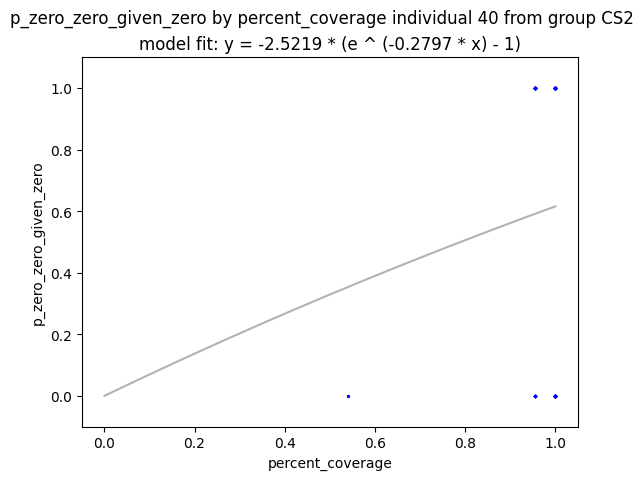 p_zero_zero_given_zero by percent_coverage individual 40 from group CS2
model fit: y = -2.5219 * (e ^ (-0.2797 * x) - 1)
1.0
0.8
0.6
0.4
0.2
0.0
p_zero_zero_given_zero
0.0 0.2 0.4 0.6 0.8 1.0
percent_coverage